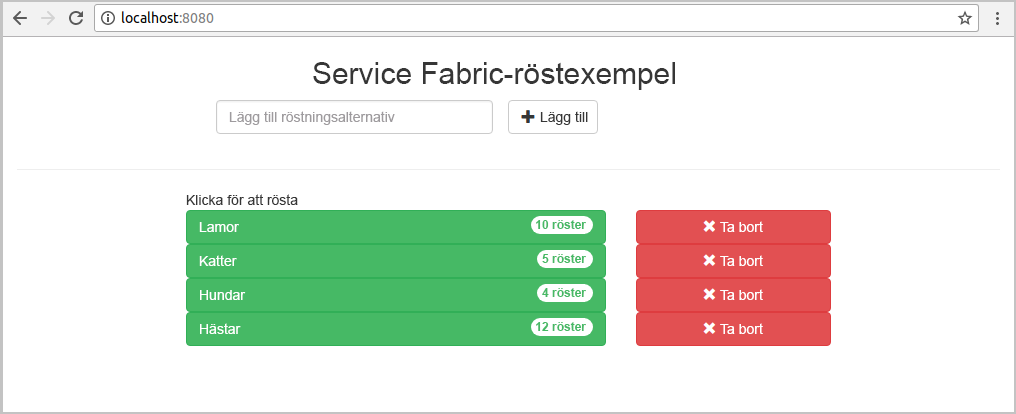 localhost:8080
Service Fabric-röstexempel
Lägg till röstningsalternativ
Lägg till
Klicka för att rösta
Lamor 10 röster Ta bort
Katter 5 röster Ta bort
Hundar 4 röster Ta bort
Hästar 12 röster Ta bort